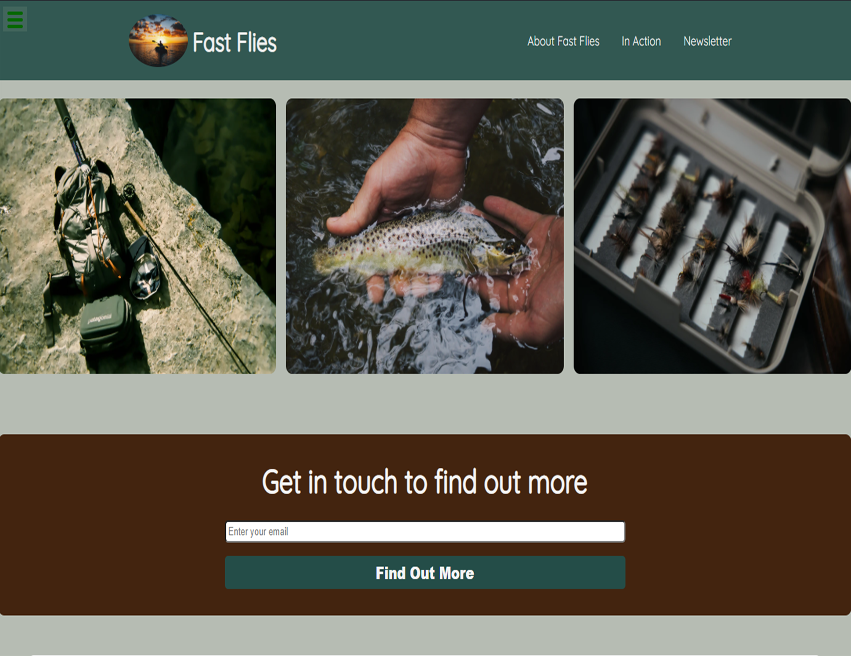 Fast Flies
About Fast Flies
In Action
Newsletter
Get in touch to find out more
Enter your email
Find Out More